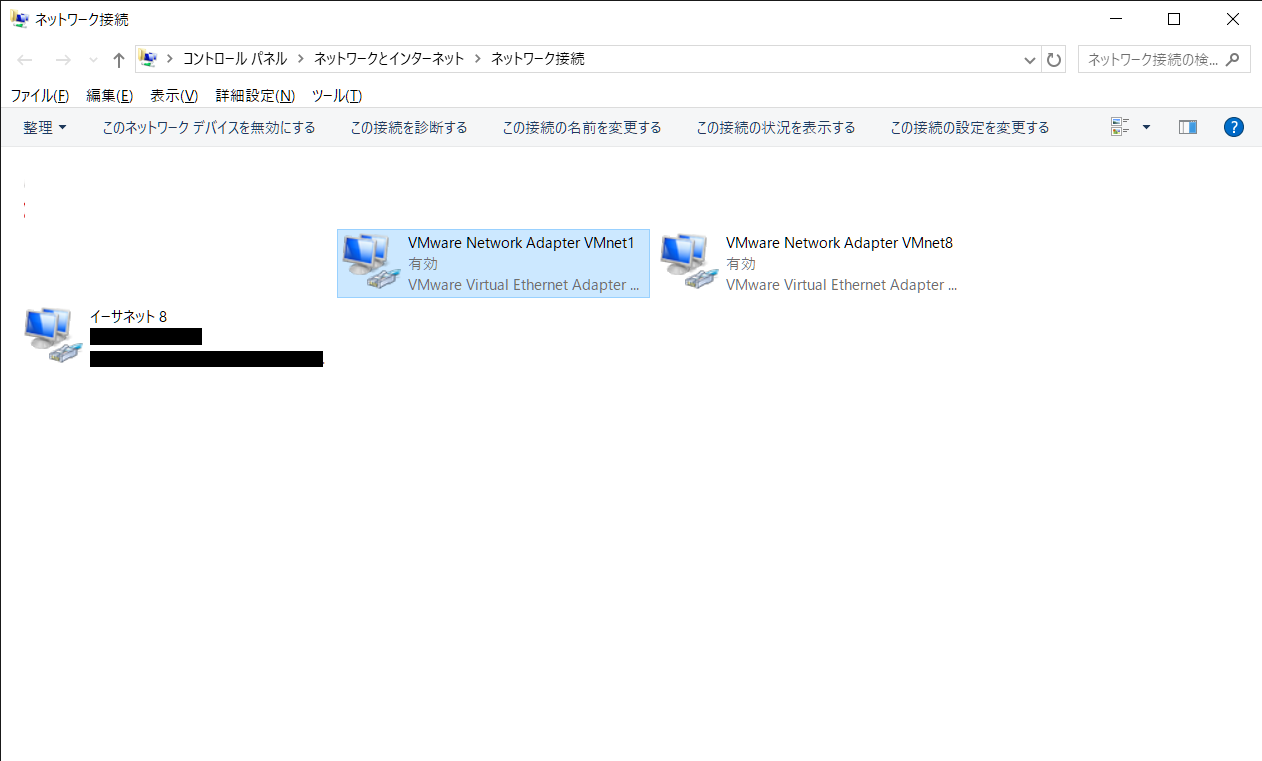 ネットワーク接続
コントロール パネル > ネットワークとインターネット > ネットワーク接続
ネットワーク接続の検...
ファイル(F) 編集(E) 表示(V) 詳細設定(N) ツール(T)
整理 このネットワーク デバイスを無効にする この接続を診断する この接続の名前を変更する この接続の状況を表示する この接続の設定を変更する
VMware Network Adapter VMnet1
有効
VMware Virtual Ethernet Adapter ...
VMware Network Adapter VMnet8
有効
VMware Virtual Ethernet Adapter ...
イーサネット 8